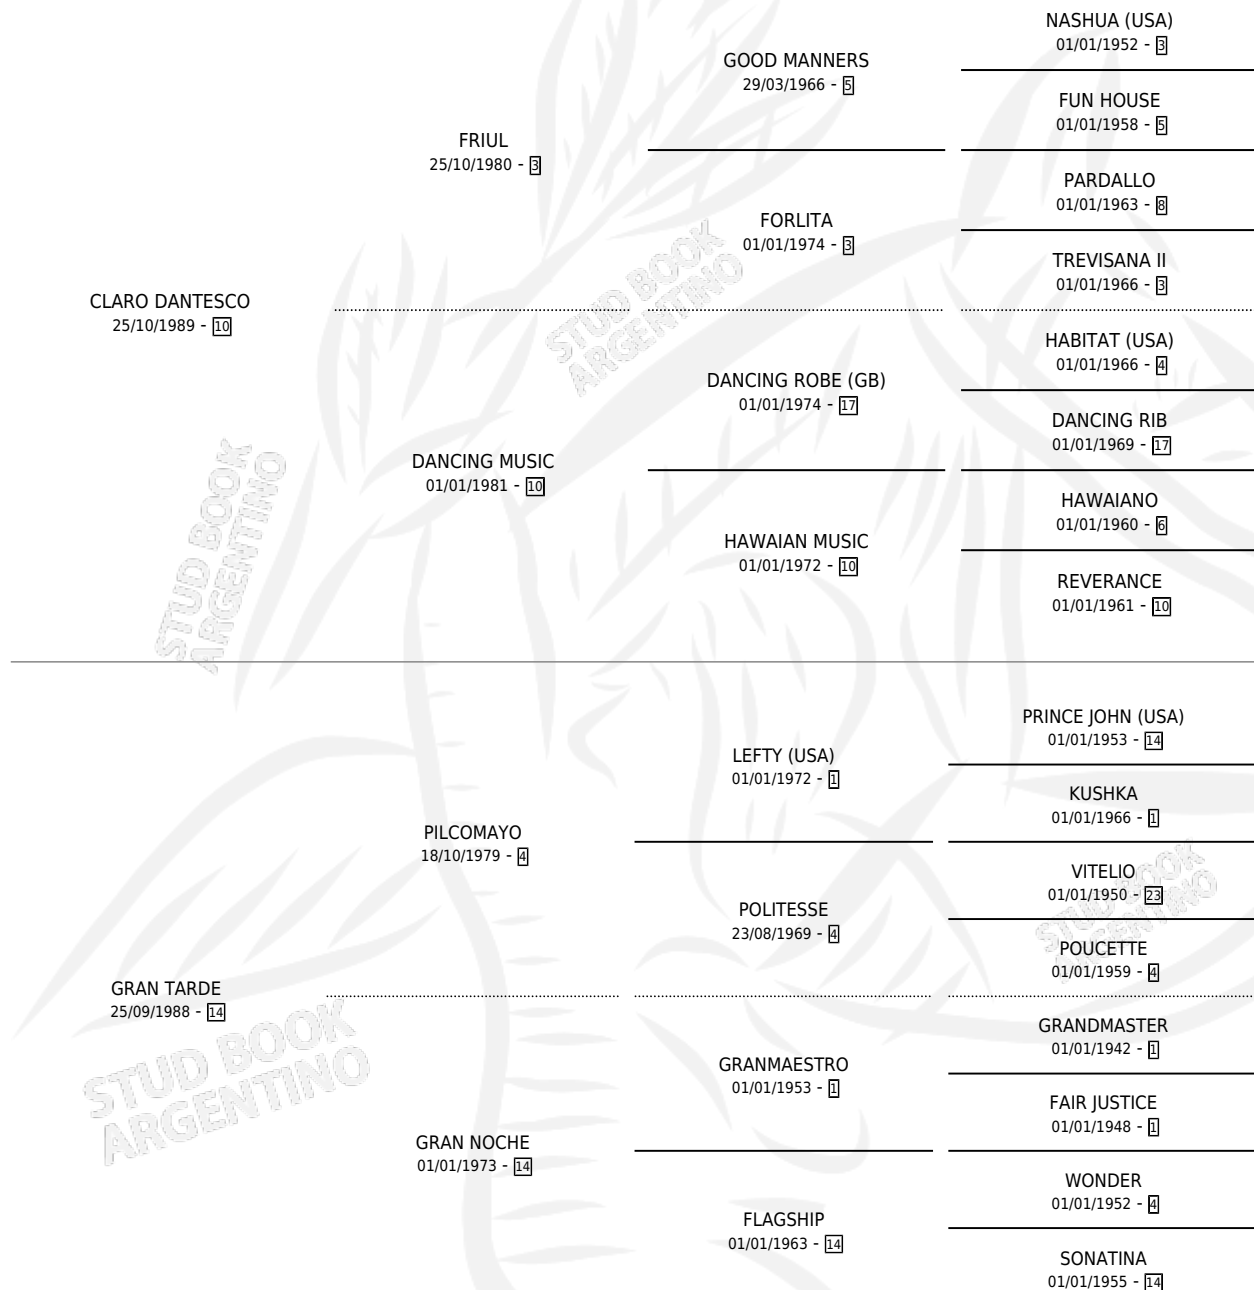 NASHUA (USA)
01/01/1952 - 3
GOOD MANNERS
29/03/1966 - 5
FUN HOUSE
01/01/1958 - 5
FRIUL
25/10/1980 - 3
PARDALLO
01/01/1963 - 8
FORLITA
01/01/1974 - 3
TREVISANA II
01/01/1966 - 3
CLARO DANTESCO
25/10/1989 - 10
STUD BOOK
ARGENTINO
HABITAT (USA)
01/01/1966 - 4
DANCING ROBE (GB)
01/01/1974 - 17
DANCING RIB
01/01/1969 - 17
DANCING MUSIC
01/01/1981 - 10
HAWAIANO
01/01/1960 - 6
HAWAIAN MUSIC
01/01/1972 - 10
REVERANCE
01/01/1961 - 10
STUD BOOK
ARGENTINO
PRINCE JOHN (USA)
01/01/1953 - 14
LEFTY (USA)
01/01/1972 - 1
KUSHKA
01/01/1966 - 1
PILCOMAYO
18/10/1979 - 4
VITELIO
01/01/1950 - 23
POLITESSE
23/08/1969 - 4
STUD BOOK
ARGENTINO
POUCETTE
01/01/1959 - 4
GRAN TARDE
25/09/1988 - 14
STUD BOOK
ARGENTINO
GRANDMASTER
01/01/1942 - 1
GRANMAESTRO
01/01/1953 - 1
FAIR JUSTICE
01/01/1948 - 1
GRAN NOCHE
01/01/1973 - 14
WONDER
01/01/1952 - 4
FLAGSHIP
01/01/1963 - 14
SONATINA
01/01/1955 - 14